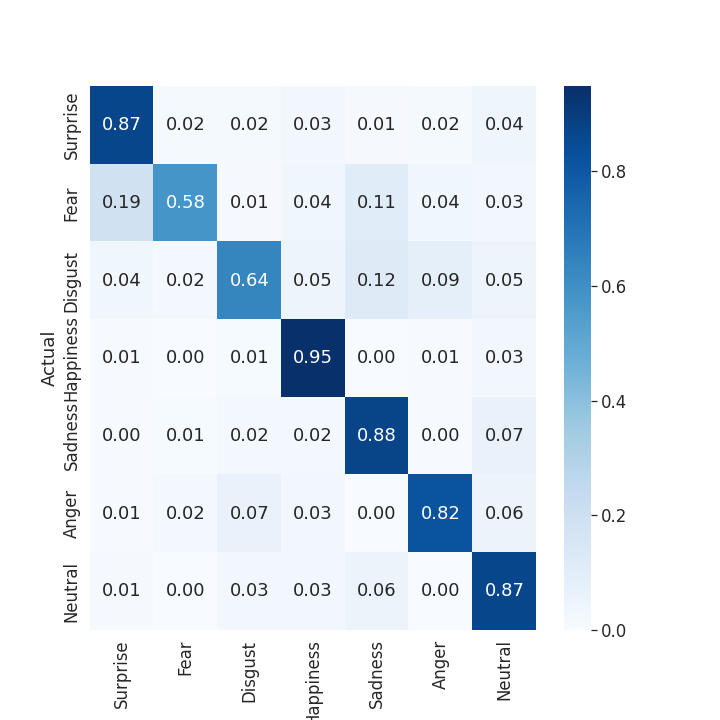 Surprise 0.87 0.02 0.02 0.03 0.01 0.02 0.04
Fear 0.19 0.58 0.01 0.04 0.11 0.04 0.03
Disgust 0.04 0.02 0.64 0.05 0.12 0.09 0.05
Happiness 0.01 0.00 0.01 0.95 0.00 0.01 0.03
Sadness 0.00 0.01 0.02 0.02 0.88 0.00 0.07
Anger 0.01 0.02 0.07 0.03 0.00 0.82 0.06
Neutral 0.01 0.00 0.03 0.03 0.06 0.00 0.87
Actual
Surprise Fear Disgust Happiness Sadness Anger Neutral
0.8
0.6
0.4
0.2
0.0